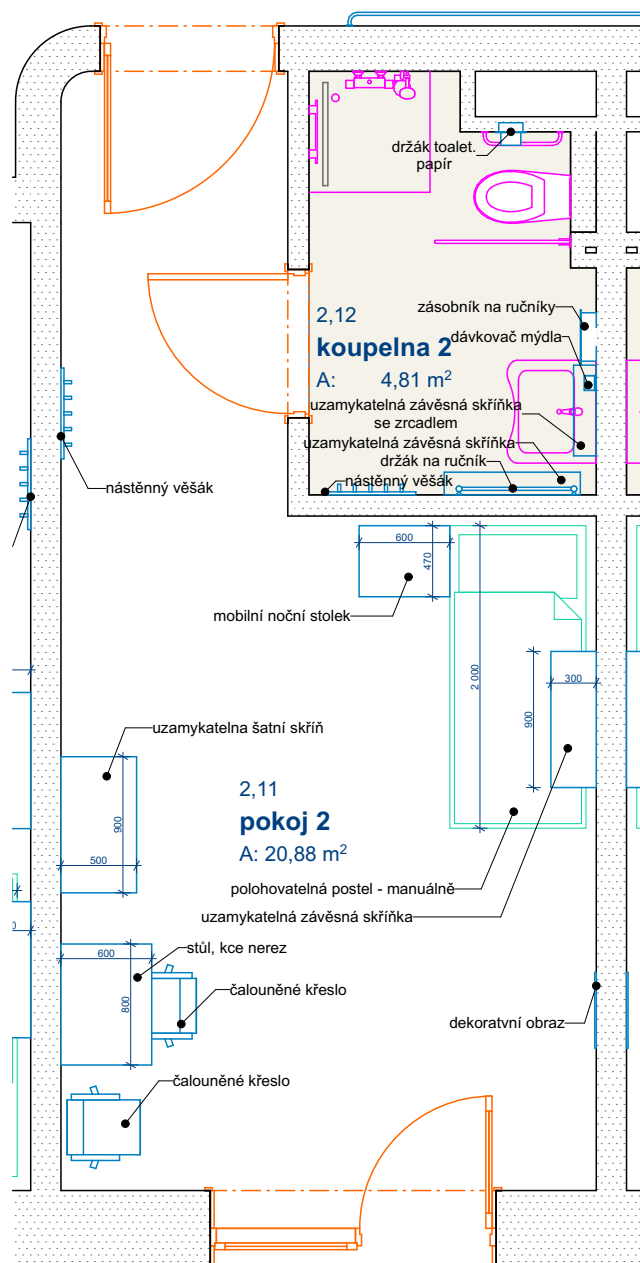 držák toalet.
papír
zásobník na ručníky
2,12
koupelna 2
A: 4,81 m²
dávkovač mýdla
uzamykatelná závěsná skříňka
se zrcadlem
uzamykatelná závěsná skříňka
držák na ručník
nástěnný věšák
nástěnný věšák
600
470
mobilní noční stolek
2 000
300
900
uzamykatelna šatní skříň
900
500
2,11
pokoj 2
A: 20,88 m²
polohovatelná postel - manuálně
uzamykatelná závěsná skříňka
stůl, kce nerez
600
800
čalouněné křeslo
dekoratvní obraz
čalouněné křeslo